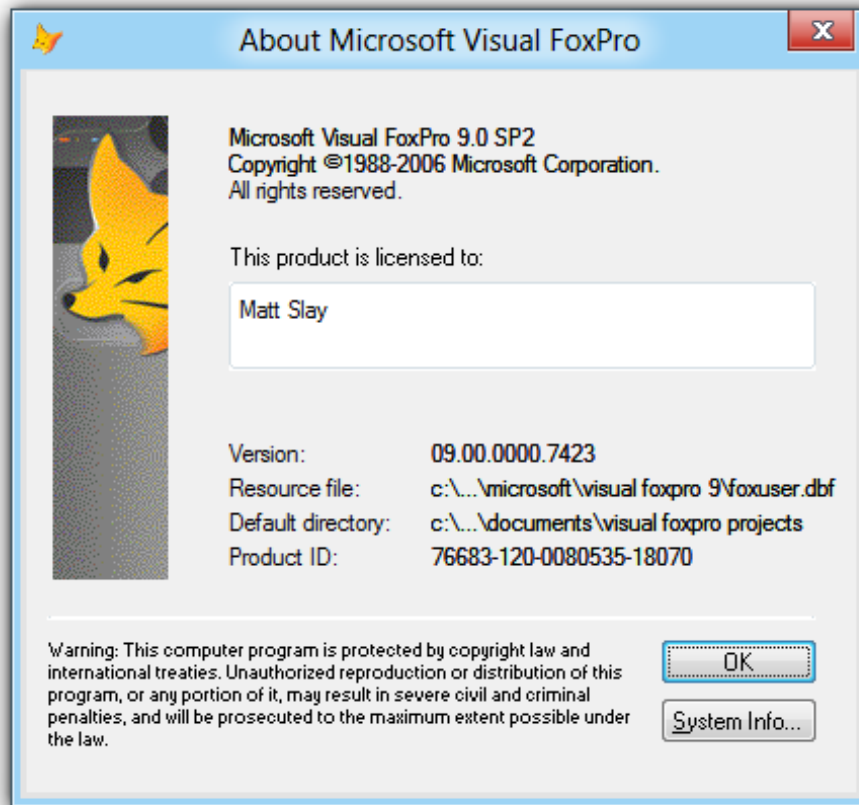 About Microsoft Visual FoxPro
Microsoft Visual FoxPro 9.0 SP2
Copyright ©1988-2006 Microsoft Corporation.
All rights reserved.
This product is licensed to:
Matt Slay
Version: 09.00.0000.7423
Resource file: c:\...\microsoft\visual foxpro 9\foxuser.dbf
Default directory: c:\...\documents\visual foxpro projects
Product ID: 76683-120-0080535-18070
Warning: This computer program is protected by copyright law and
international treaties. Unauthorized reproduction or distribution of this
program, or any portion of it, may result in severe civil and criminal
penalties, and will be prosecuted to the maximum extent possible under
the law.
OK
System Info...